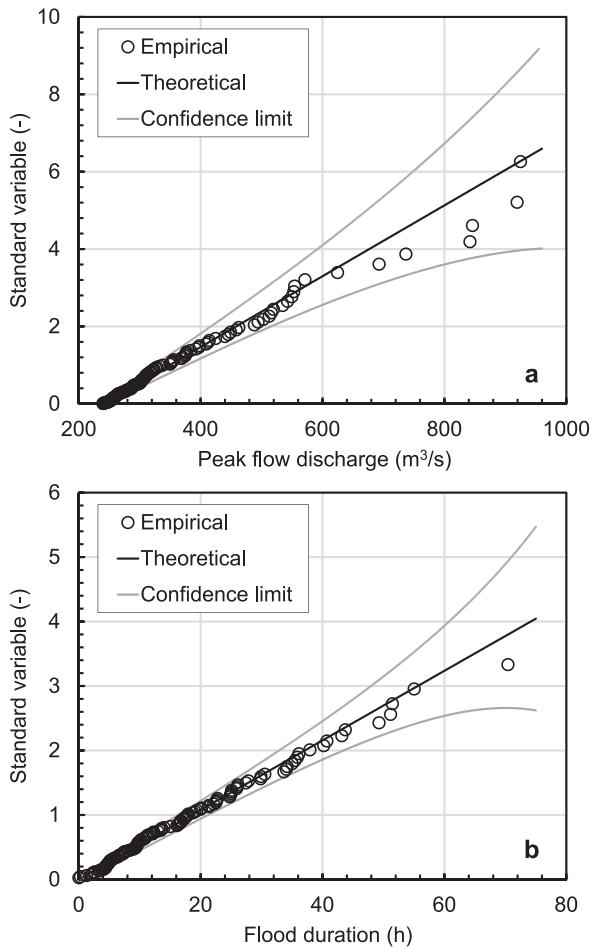 10
8
6
4
2
0
Standard variable (-)
Empirical
Theoretical
Confidence limit
a
200
400
600
800
1000
Peak flow discharge (m³/s)
6
5
4
3
2
1
0
Standard variable (-)
Empirical
Theoretical
Confidence limit
b
0
20
40
60
80
Flood duration (h)